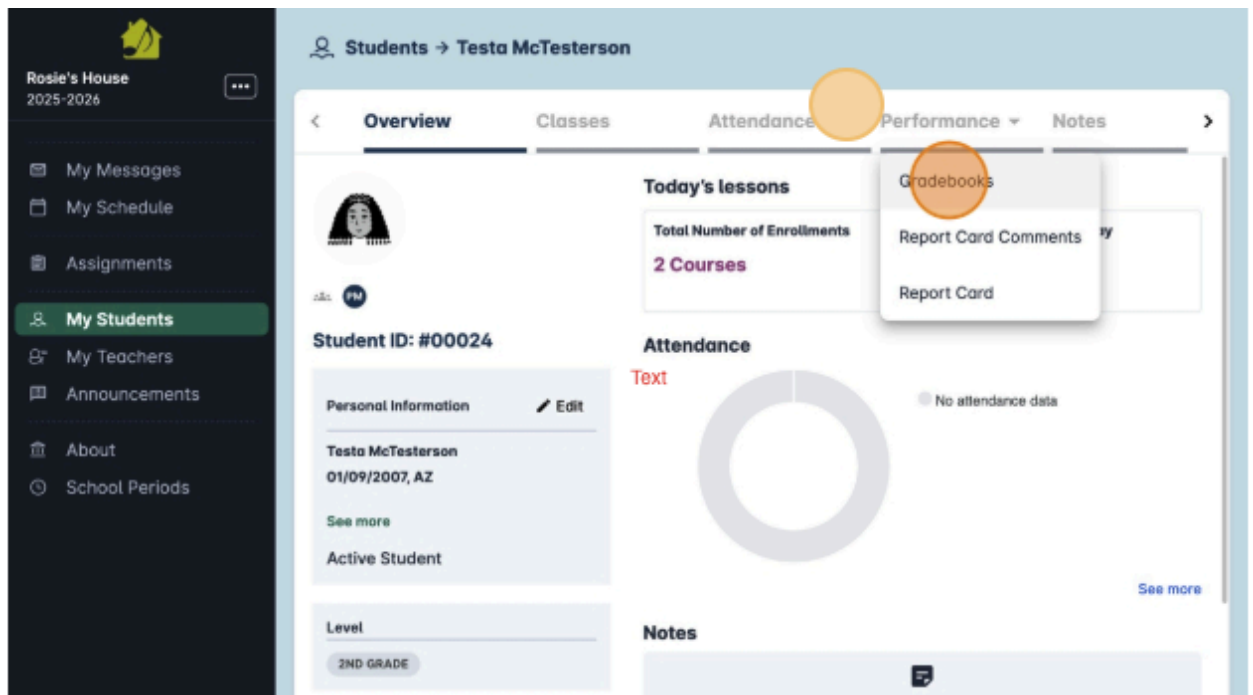 Rosie's House
2025-2026
My Messages
My Schedule
Assignments
My Students
My Teachers
Announcements
About
School Periods
Students → Testa McTesterson
Overview
Classes
Attendance
Performance
Notes
Gradebooks
Report Card Comments
Report Card
PM
Student ID: #00024
Personal Information
Edit
Testa McTesterson
01/09/2007, AZ
See more
Active Student
Level
2ND GRADE
Today's lessons
Total Number of Enrollments
2 Courses
Attendance
Text
No attendance data
See more
Notes